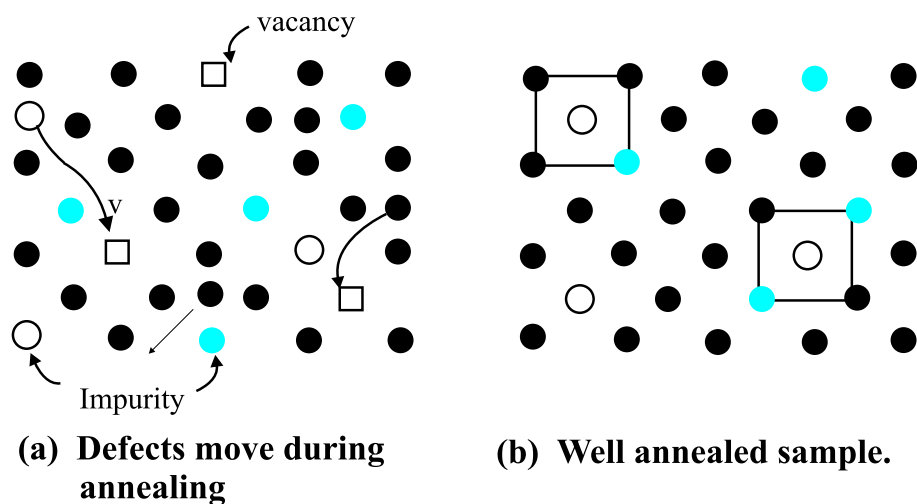 vacancy
v
Impurity
(a) Defects move during
annealing
(b) Well annealed sample.